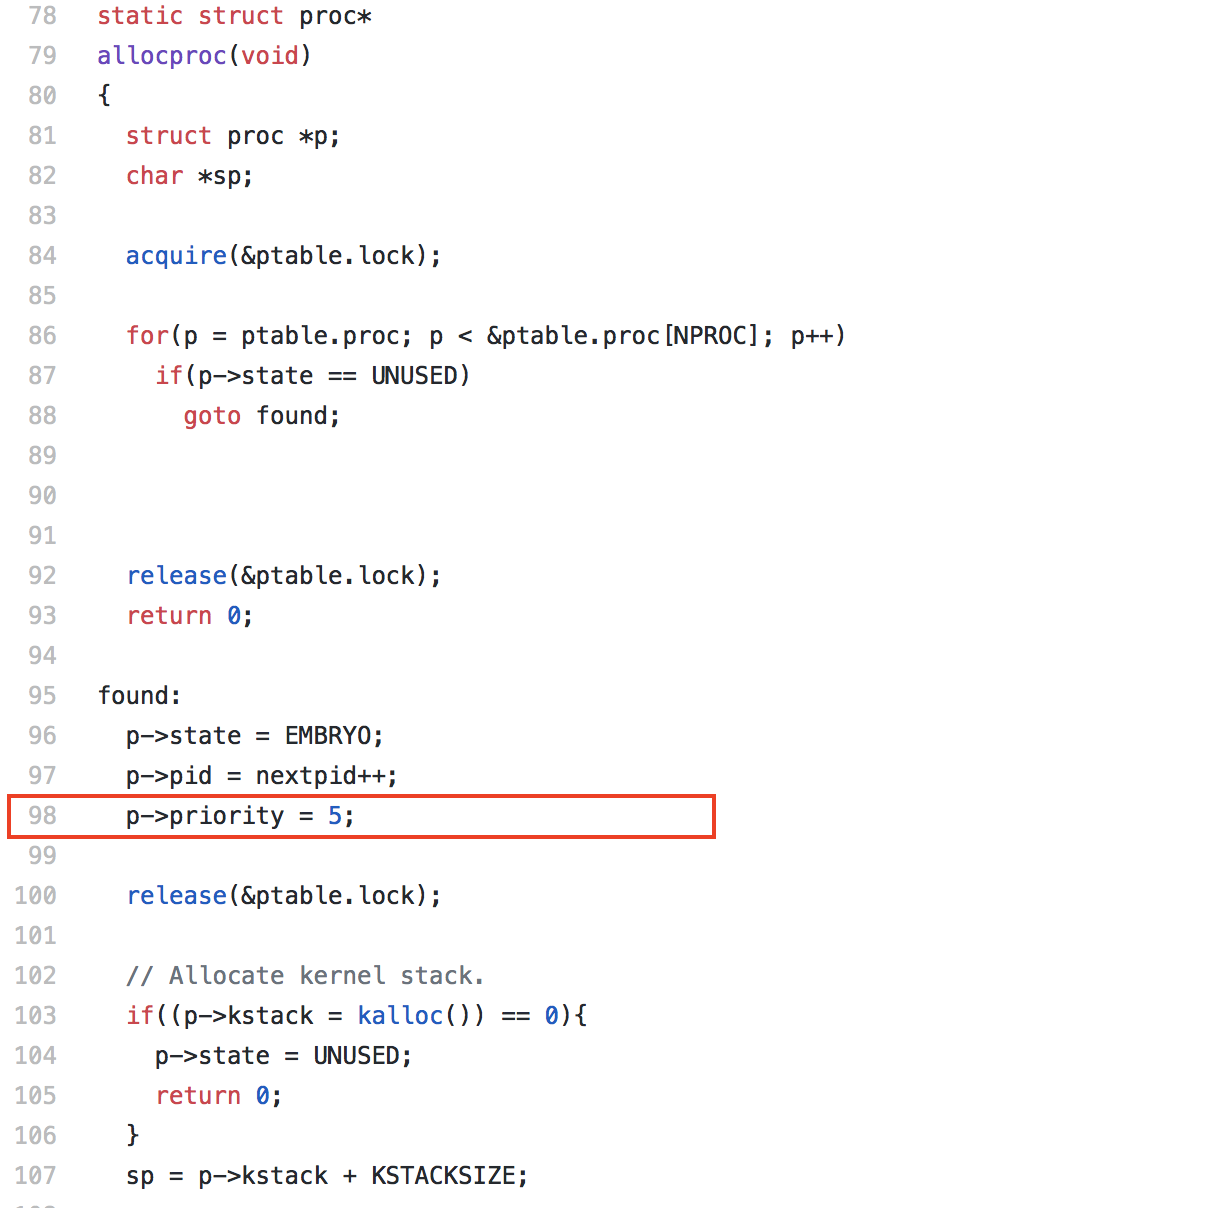 78 static struct proc*
79 allocproc(void)
80 {
81   struct proc *p;
82   char *sp;
83
84   acquire(&ptable.lock);
85
86   for(p = ptable.proc; p < &ptable.proc[NPROC]; p++)
87     if(p->state == UNUSED)
88       goto found;
89
90
91
92   release(&ptable.lock);
93   return 0;
94
95 found:
96   p->state = EMBRYO;
97   p->pid = nextpid++;
98   p->priority = 5;
99
100   release(&ptable.lock);
101
102   // Allocate kernel stack.
103   if((p->kstack = kalloc()) == 0){
104     p->state = UNUSED;
105     return 0;
106   }
107   sp = p->kstack + KSTACKSIZE;